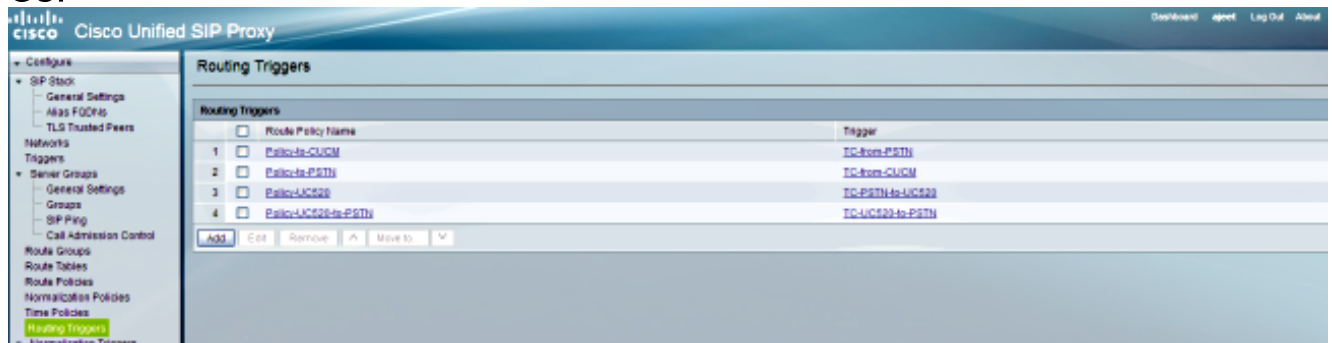 CISCO Cisco Unified SIP Proxy
Dashboard ajeet Log Out About
Configure
SIP Stack
General Settings
Alias FQDNs
TLS Trusted Peers
Networks
Triggers
Server Groups
General Settings
Groups
SIP Ping
Call Admission Control
Route Groups
Route Tables
Route Policies
Normalization Policies
Time Policies
Routing Triggers
Normalization Triggers
Routing Triggers
Routing Triggers
Route Policy Name Trigger
1 Policy-to-CUCM TC-from-PSTN
2 Policy-to-PSTN TC-from-CUCM
3 Policy-UC520 TC-PSTN-to-UC520
4 Policy-UC520-to-PSTN TC-UC520-to-PSTN
Add Edit Remove Move to